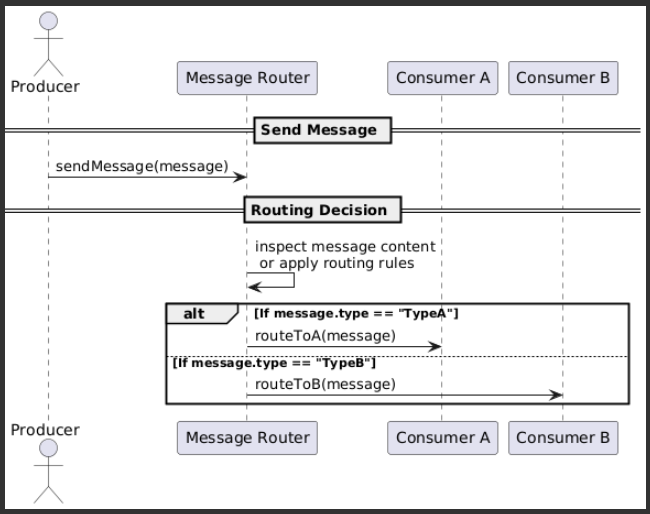 Producer
Message Router
Consumer A
Consumer B
Send Message
sendMessage(message)
Routing Decision
inspect message content
or apply routing rules
alt
[If message.type == "TypeA"]
routeToA(message)
[If message.type == "TypeB"]
routeToB(message)
Producer
Message Router
Consumer A
Consumer B